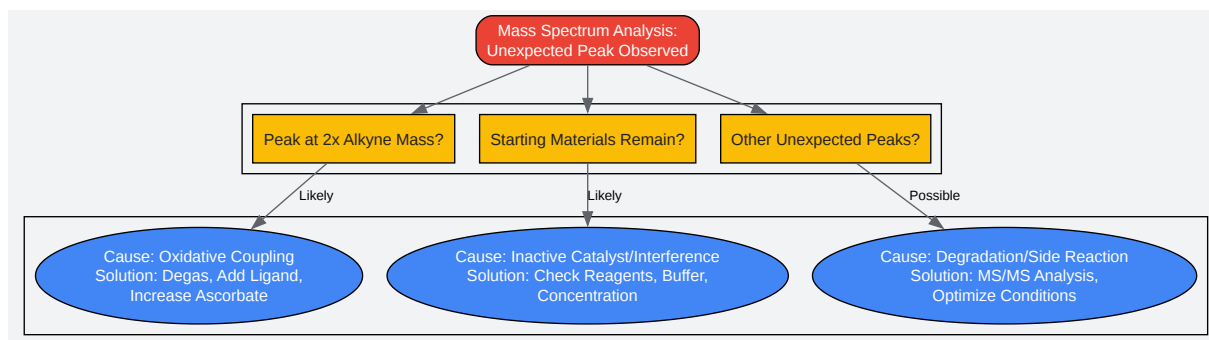 Mass Spectrum Analysis:
Unexpected Peak Observed
Peak at 2x Alkyne Mass?
Starting Materials Remain?
Other Unexpected Peaks?
Likely
Likely
Possible
Cause: Oxidative Coupling
Solution: Degas, Add Ligand,
Increase Ascorbate
Cause: Inactive Catalyst/Interference
Solution: Check Reagents, Buffer,
Concentration
Cause: Degradation/Side Reaction
Solution: MS/MS Analysis,
Optimize Conditions